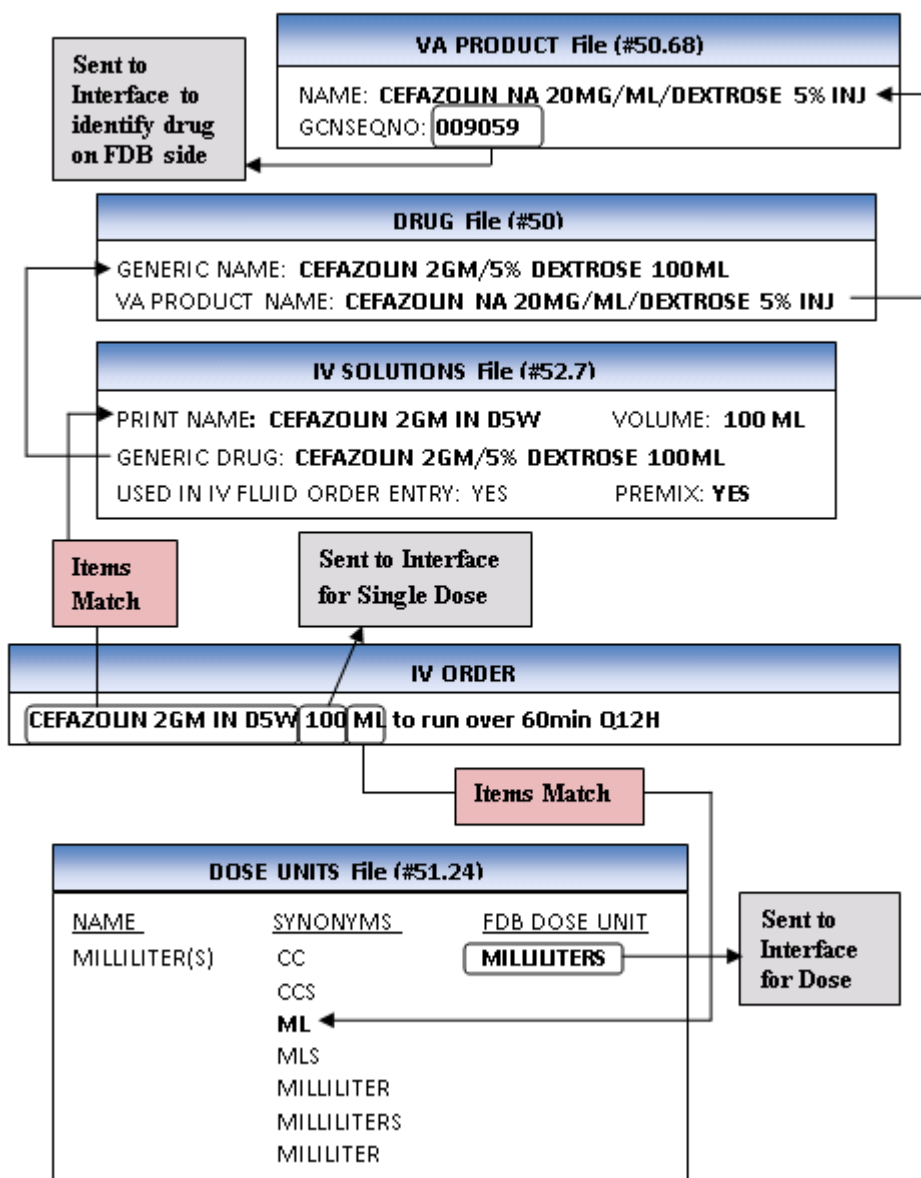 VA PRODUCT File (#50.68)
Sent to
Interface to
identify drug
on FDB side
NAME: CEFAZOLIN NA 20MG/ML/DEXTROSE 5% INJ
GCNSEQNO: 009059
DRUG File (#50)
GENERIC NAME: CEFAZOLIN 2GM/5% DEXTROSE 100ML
VA PRODUCT NAME: CEFAZOLIN NA 20MG/ML/DEXTROSE 5% INJ
IV SOLUTIONS File (#52.7)
PRINT NAME: CEFAZOLIN 2GM IN D5W VOLUME: 100 ML
GENERIC DRUG: CEFAZOLIN 2GM/5% DEXTROSE 100ML
USED IN IV FLUID ORDER ENTRY: YES PREMIX: YES
Items
Match
Sent to Interface
for Single Dose
IV ORDER
CEFAZOLIN 2GM IN D5W 100 ML to run over 60min Q12H
Items Match
DOSE UNITS File (#51.24)
NAME SYNONYMS FDB DOSE UNIT
MILLILITER(S) CC MILLILITERS
CCS
ML
MLS
MILLILITER
MILLILITERS
MILILITER
Sent to
Interface
for Dose